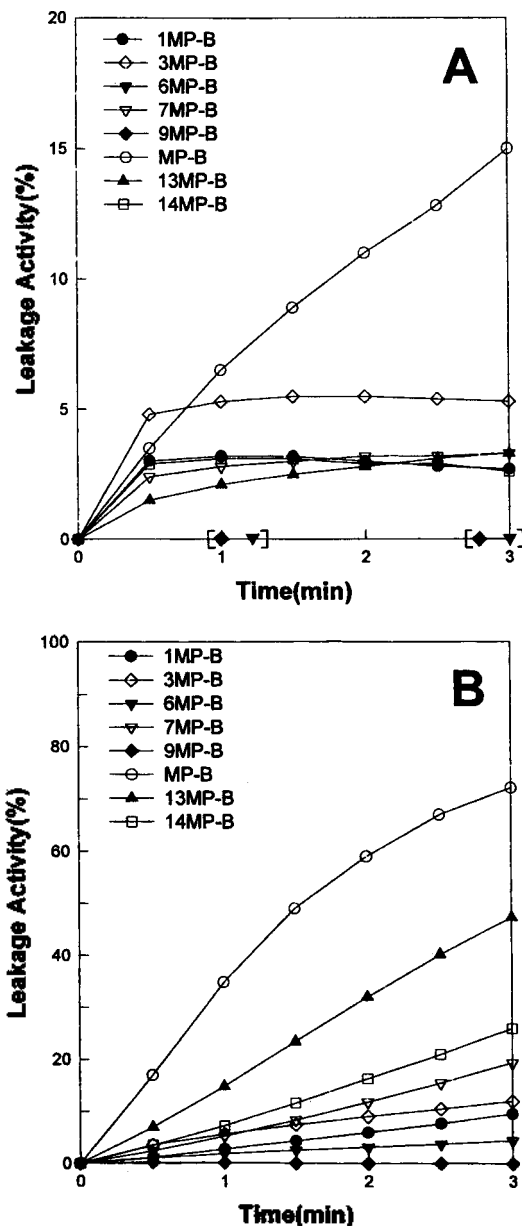 20
A
1MP-B
3MP-B
6MP-B
7MP-B
9MP-B
MP-B
13MP-B
14MP-B
15
10
5
0
Leakage Activity(%)
0 1 2 3
Time(min)
100
B
1MP-B
3MP-B
6MP-B
7MP-B
9MP-B
MP-B
13MP-B
14MP-B
80
60
40
20
0
Leakage Activity(%)
0 1 2 3
Time(min)